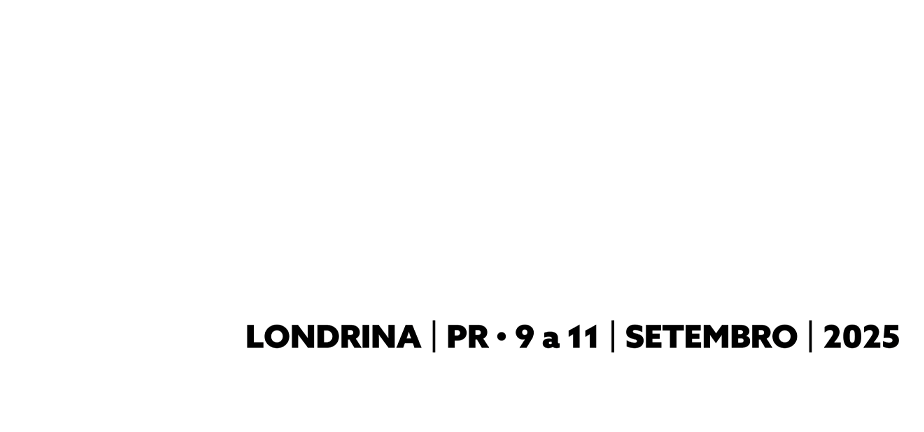 LONDRINA | PR • 9 a 11 | SETEMBRO | 2025